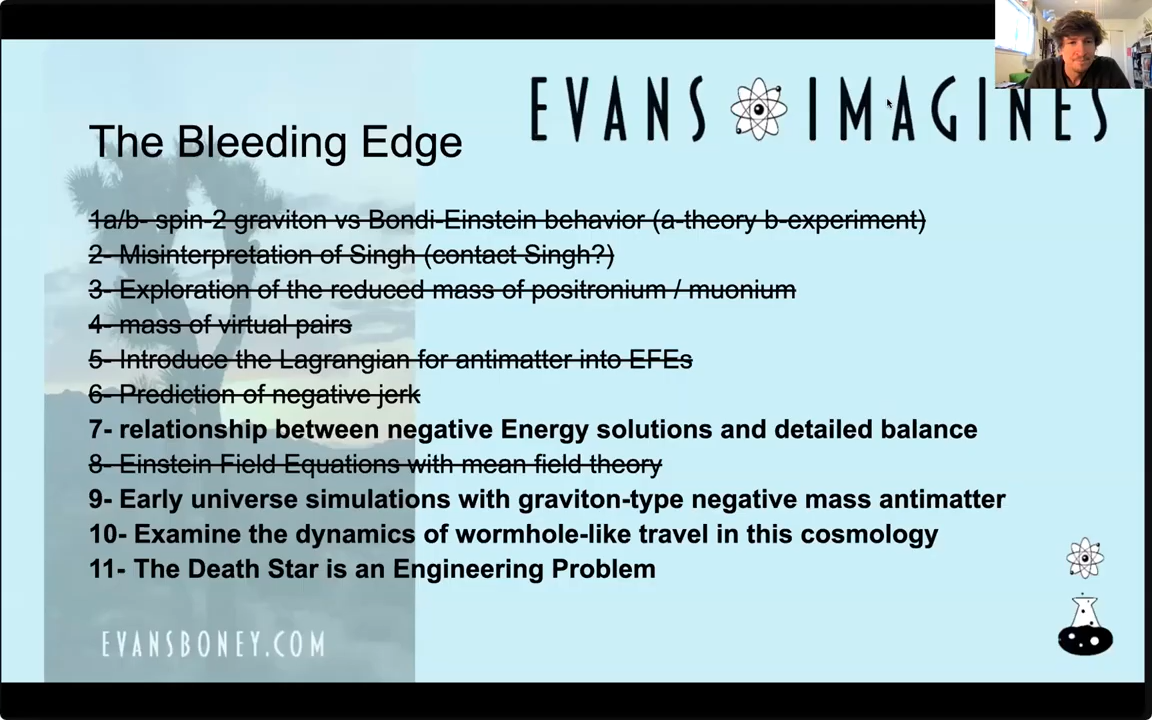 EVANS IMAGINES
The Bleeding Edge
1a/b- spin-2 graviton vs Bondi-Einstein behavior (a-theory b-experiment)
2- Misinterpretation of Singh (contact Singh?)
3- Exploration of the reduced mass of positronium / muonium
4- mass of virtual pairs
5- Introduce the Lagrangian for antimatter into EFEs
6- Prediction of negative jerk
7- relationship between negative Energy solutions and detailed balance
8- Einstein Field Equations with mean field theory
9- Early universe simulations with graviton-type negative mass antimatter
10- Examine the dynamics of wormhole-like travel in this cosmology
11- The Death Star is an Engineering Problem
EVANSBONEY.COM